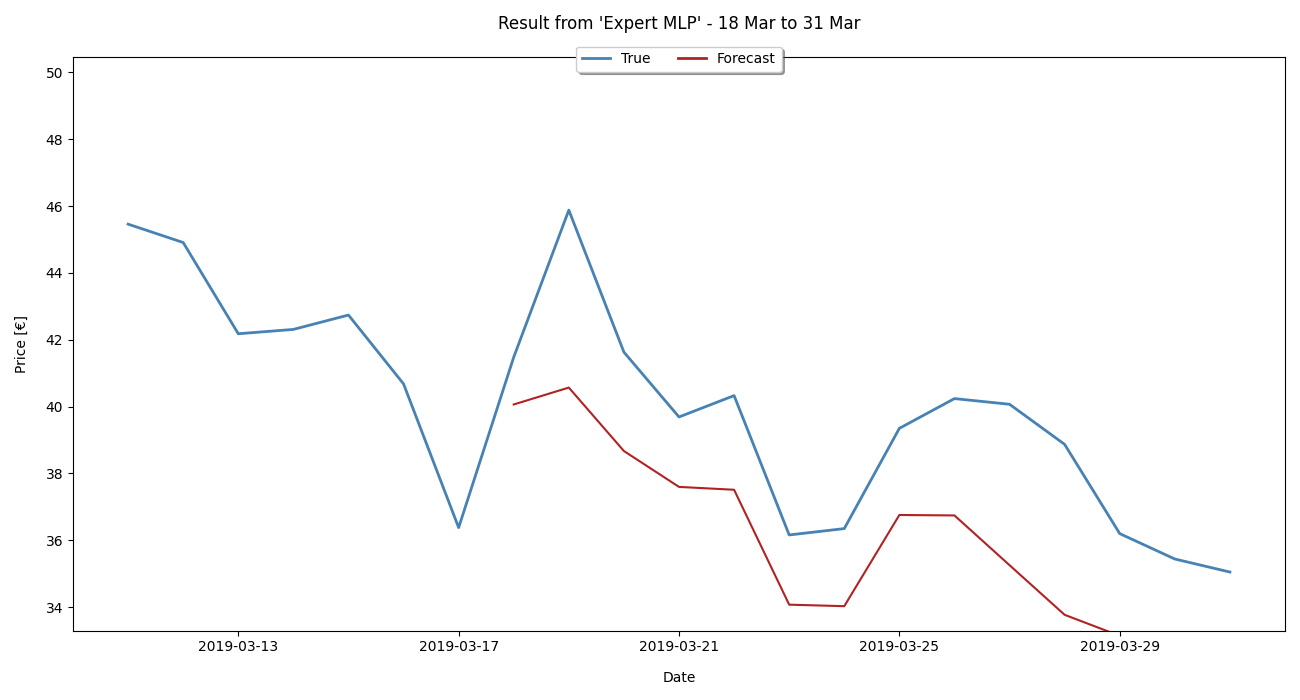 Result from 'Expert MLP' - 18 Mar to 31 Mar
True Forecast
50
48
46
44
42
40
38
36
34
Price [€]
2019-03-13 2019-03-17 2019-03-21 2019-03-25 2019-03-29
Date